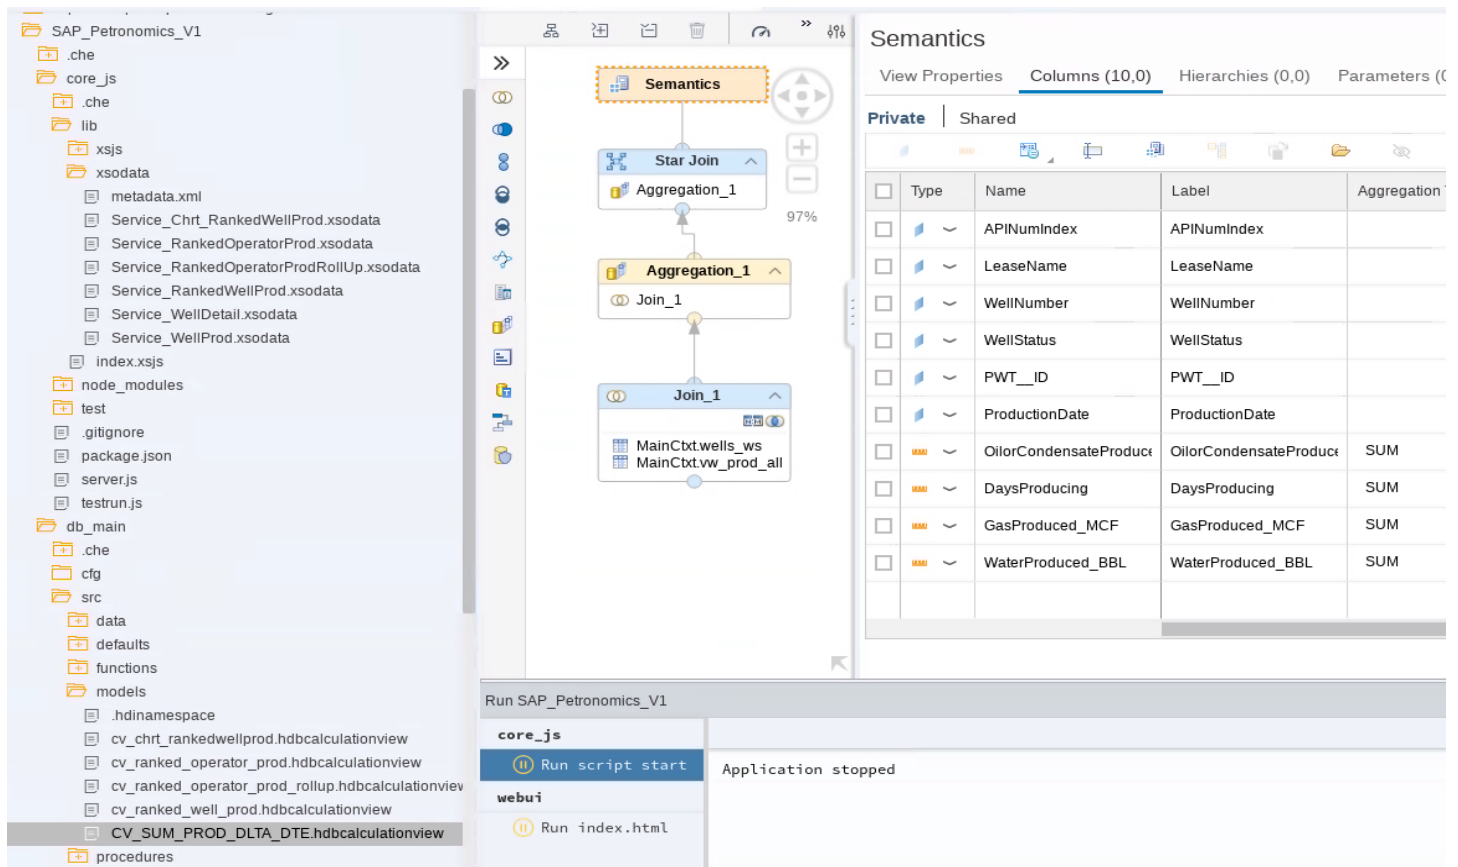 SAP_Petronomics_V1
.che
core_js
.che
lib
xsjs
xsodata
metadata.xml
Service_Chrt_RankedWellProd.xsodata
Service_RankedOperatorProd.xsodata
Service_RankedOperatorProdRollUp.xsodata
Service_RankedWellProd.xsodata
Service_WellDetail.xsodata
Service_WellProd.xsodata
index.xsjs
node_modules
test
.gitignore
package.json
server.js
testrun.js
db_main
.che
cfg
src
data
defaults
functions
models
.hdinamespace
cv_chrt_rankedwellprod.hdbcalculationview
cv_ranked_operator_prod.hdbcalculationview
cv_ranked_operator_prod_rollup.hdbcalculationview
cv_ranked_well_prod.hdbcalculationview
CV_SUM_PROD_DLTA_DTE.hdbcalculationview
procedures
Semantics
Star Join
Aggregation_1
97%
Aggregation_1
Join_1
Join_1
MainCtxt.wells_ws
MainCtxt.vw_prod_all
Semantics
View Properties Columns (10,0) Hierarchies (0,0) Parameters (0
Private Shared
Type Name Label Aggregation
APINumIndex APINumIndex
LeaseName LeaseName
WellNumber WellNumber
WellStatus WellStatus
PWT__ID PWT__ID
ProductionDate ProductionDate
OilorCondensateProduce OilorCondensateProduce SUM
DaysProducing DaysProducing SUM
GasProduced_MCF GasProduced_MCF SUM
WaterProduced_BBL WaterProduced_BBL SUM
Run SAP_Petronomics_V1
core_js
Run script start
webui
Run index.html
Application stopped